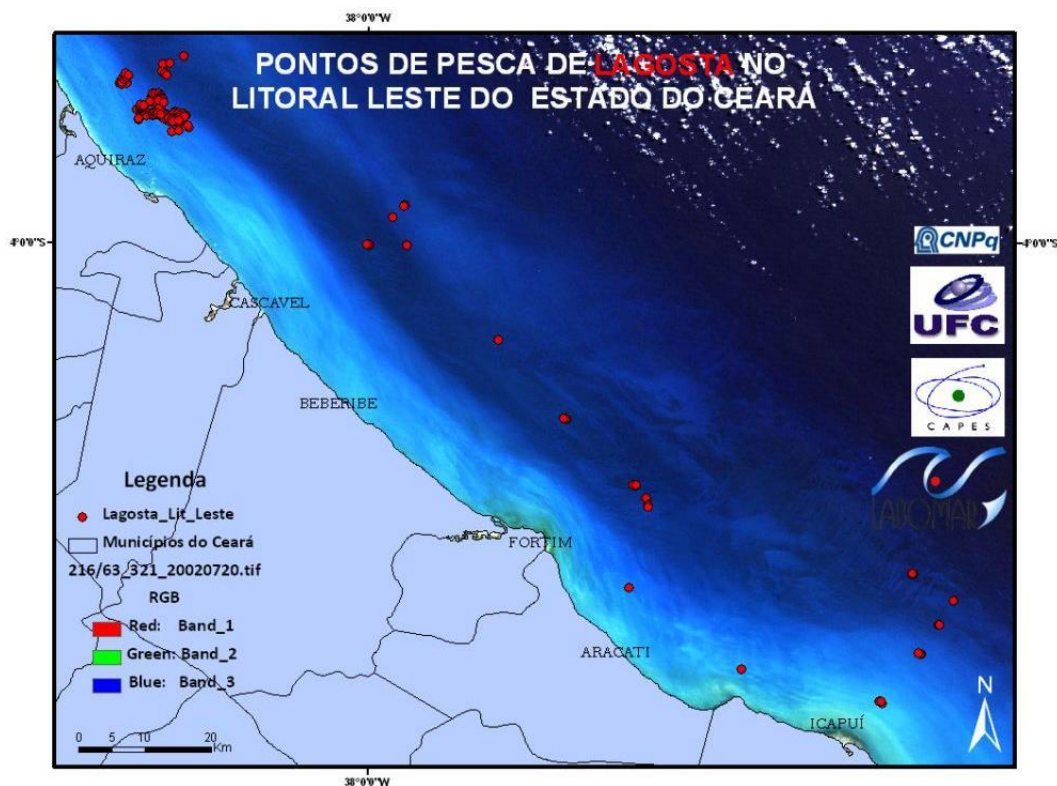 38°0'0"W
PONTOS DE PESCA DE LAGOSTA NO
LITORAL LESTE DO ESTADO DO CEARÁ
AQUIRAZ
4°0'0"S
4°0'0"S
CNPq
UFC
CAPES
LABOMAR
CASCAVEL
BEBERIBE
FORTIM
ARACATI
ICAPUÍ
N
Legenda
Lagosta_Lit_Leste
Municípios do Ceará
216/63_321_20020720.tif
RGB
Red: Band_1
Green: Band_2
Blue: Band_3
0 5 10 20
Km
38°0'0"W